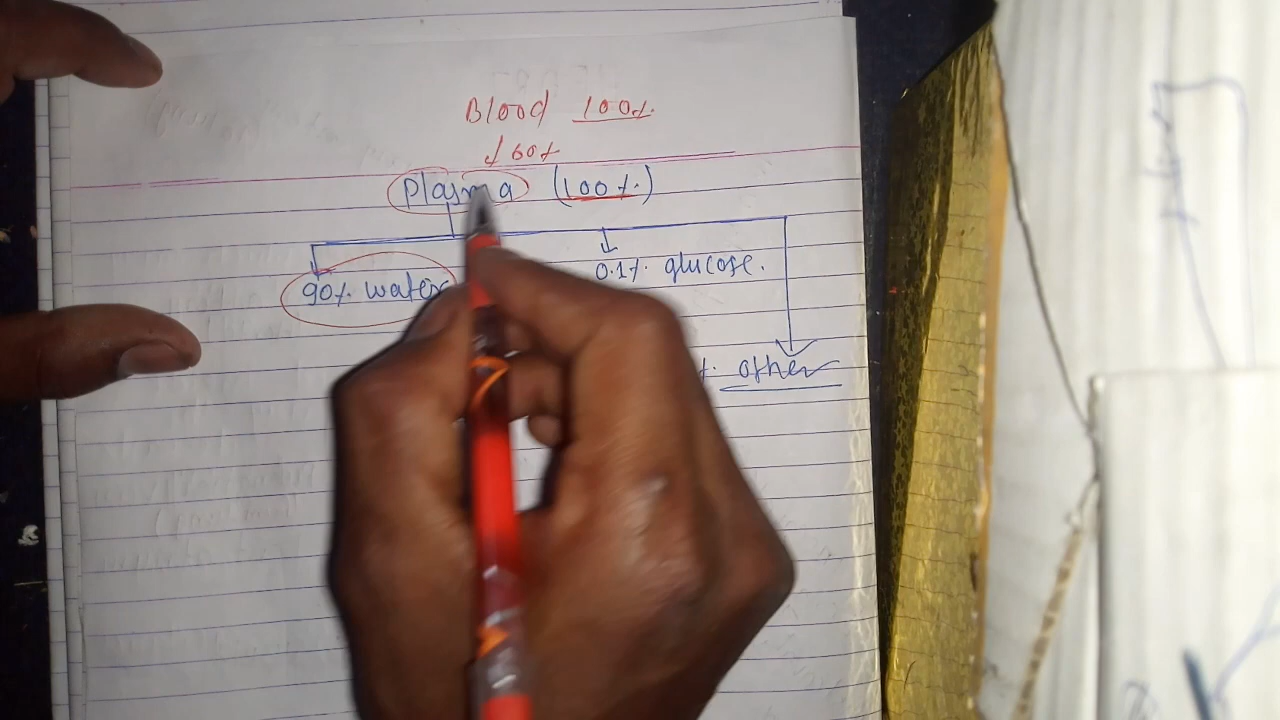 Blood 100%.
60%
Plasma (100%.)
0.1%. glucose.
90%. water
%. other